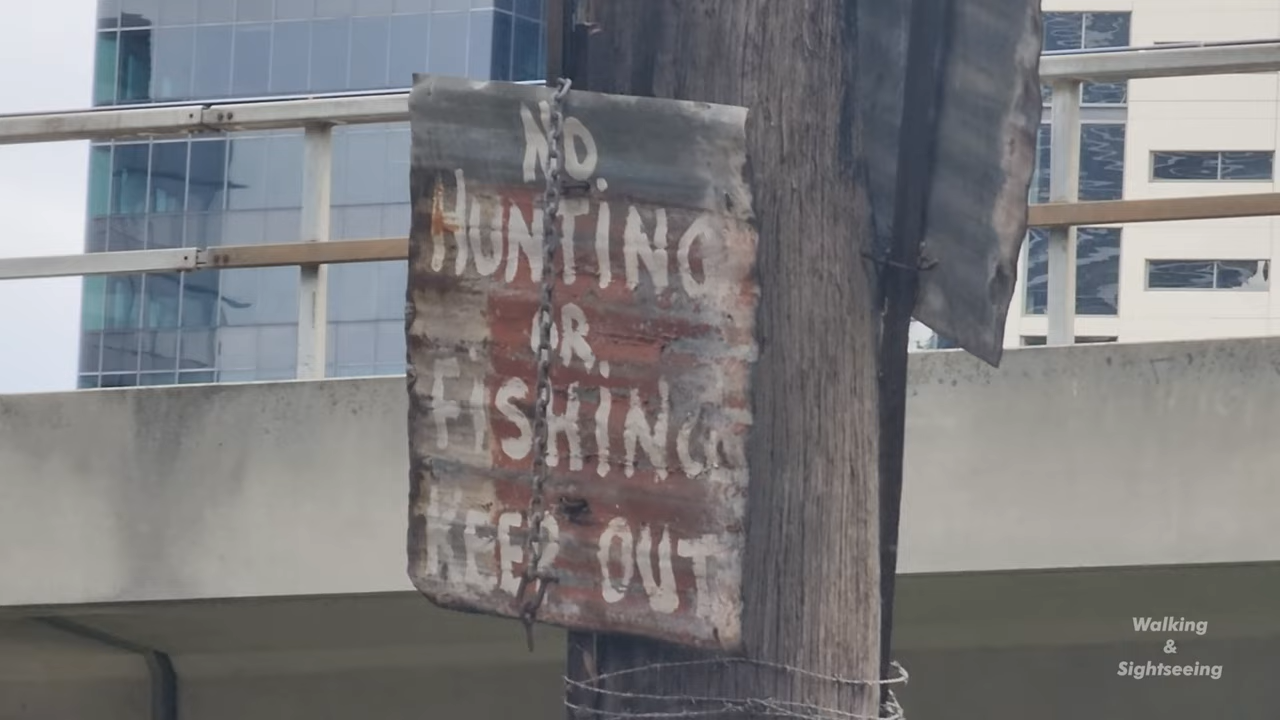 NO.
HUNTING
OR.
FISHING
KEEP OUT
Walking
&
Sightseeing